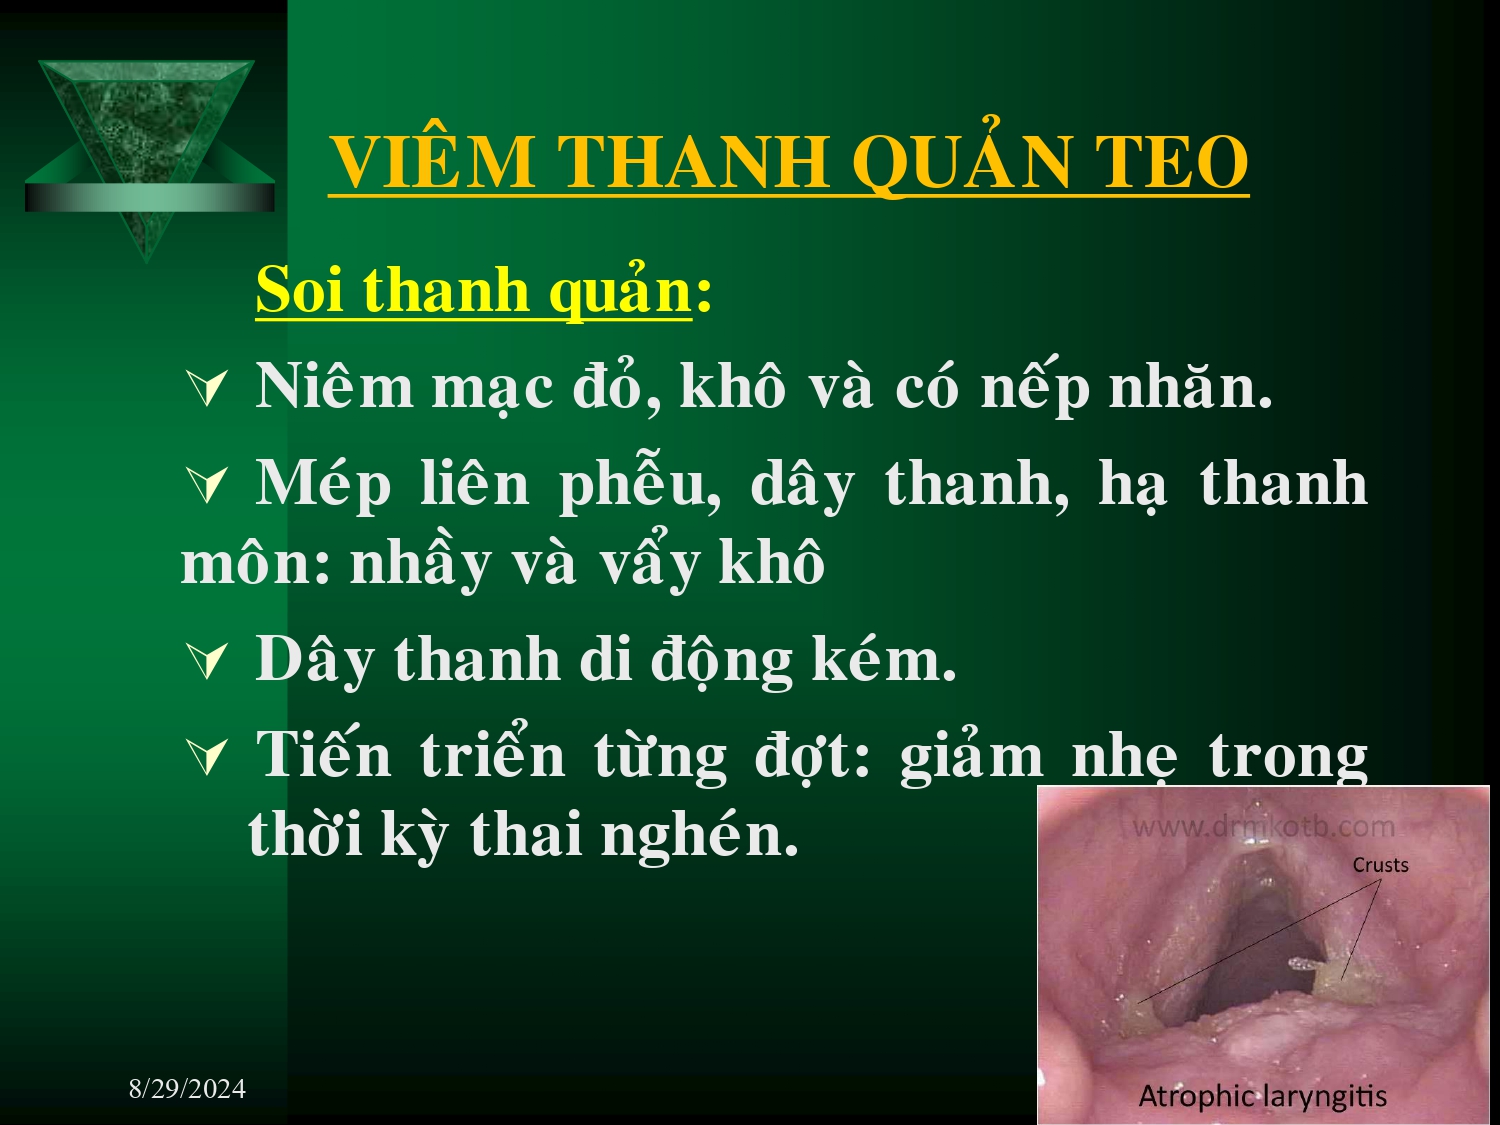 VIÊM THANH QUẢN TEO
Soi thanh quản:
Niêm mạc đỏ, khô và có nếp nhăn.
Mép liên phễu, dây thanh, hạ thanh
môn: nhầy và vẩy khô
Dây thanh di động kém.
Tiến triển từng đợt: giảm nhẹ trong
thời kỳ thai nghén.
www.drmkotb.com
Crusts
Atrophic laryngitis
8/29/2024